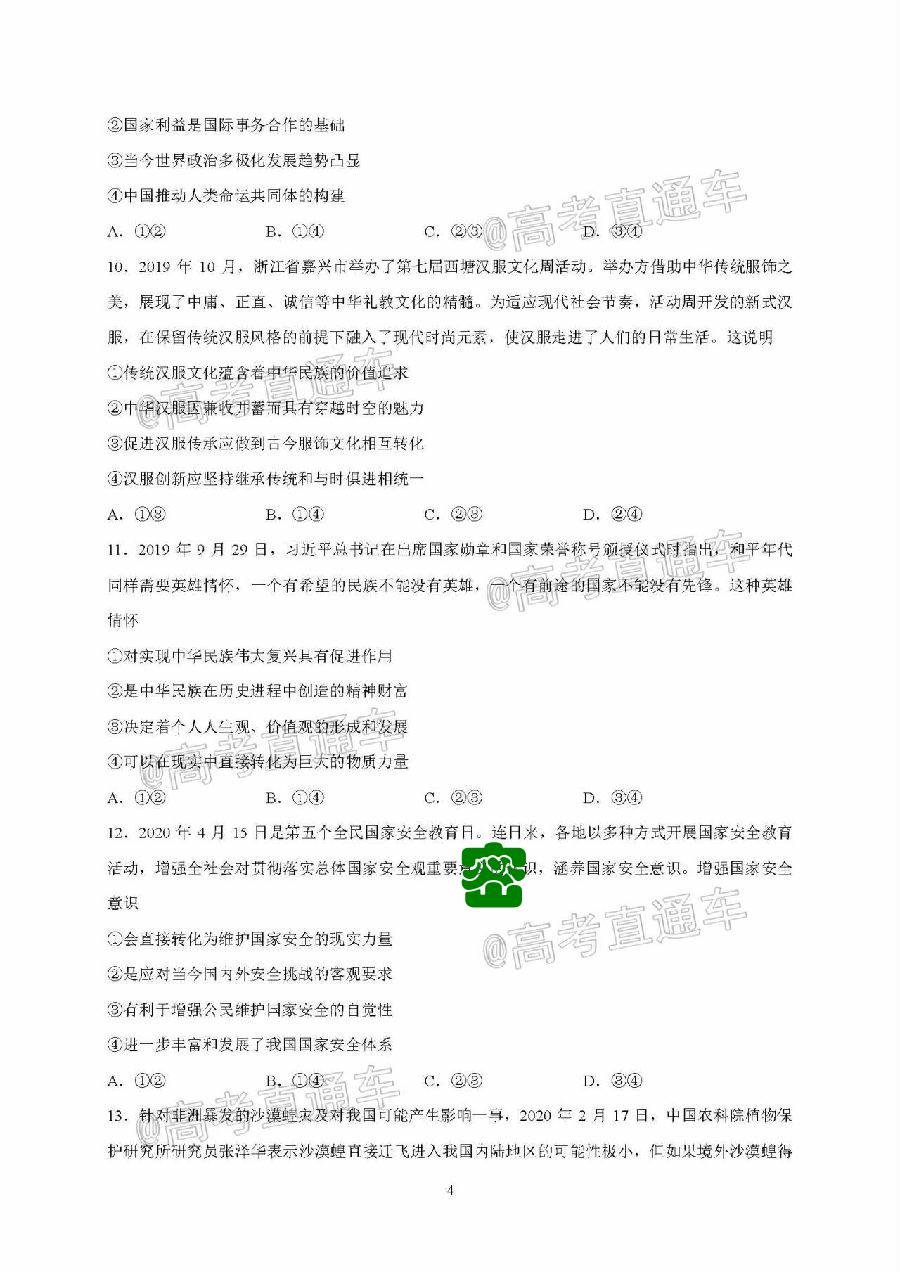 ②国家利益是国际事务合作的基础
③当今世界政治多极化发展趋势凸显
④中国推动人类命运共同体的构建
A．①② B．①④ C．②③ D．③④
@高考直通车
10．2019 年 10 月，浙江省嘉兴市举办了第七届西塘汉服文化周活动。举办方借助中华传统服饰之
美，展现了中庸、正直、诚信等中华礼教文化的精髓。为适应现代社会节奏，活动周开发的新式汉
服，在保留传统汉服风格的前提下融入了现代时尚元素，使汉服走进了人们的日常生活。这说明
①传统汉服文化蕴含着中华民族的价值追求
@高考直通车
②中华汉服因兼收并蓄而具有穿越时空的魅力
③促进汉服传承应做到古今服饰文化相互转化
④汉服创新应坚持继承传统和与时俱进相统一
A．①③ B．①④ C．②③ D．②④
11．2019 年 9 月 29 日，习近平总书记在出席国家勋章和国家荣誉称号颁授仪式时指出，和平年代
同样需要英雄情怀，一个有希望的民族不能没有英雄，一个有前途的国家不能没有先锋。这种英雄
@高考直通车
情怀
①对实现中华民族伟大复兴具有促进作用
②是中华民族在历史进程中创造的精神财富
③决定着个人人生观、价值观的形成和发展
@高考直通车
④可以在现实中直接转化为巨大的物质力量
A．①② B．①④ C．②③ D．③④
12．2020 年 4 月 15 日是第五个全民国家安全教育日。连日来，各地以多种方式开展国家安全教育
活动，增强全社会对贯彻落实总体国家安全观重要 识，涵养国家安全意识。增强国家安全
意识
@高考直通车
①会直接转化为维护国家安全的现实力量
②是应对当今国内外安全挑战的客观要求
③有利于增强公民维护国家安全的自觉性
④进一步丰富和发展了我国国家安全体系
A．①② B．①④ C．②③ D．③④
@高考直通车
13．针对非洲暴发的沙漠蝗灾及对我国可能产生影响一事，2020 年 2 月 17 日，中国农科院植物保
护研究所研究员张泽华表示沙漠蝗直接迁飞进入我国内陆地区的可能性极小，但如果境外沙漠蝗得
4